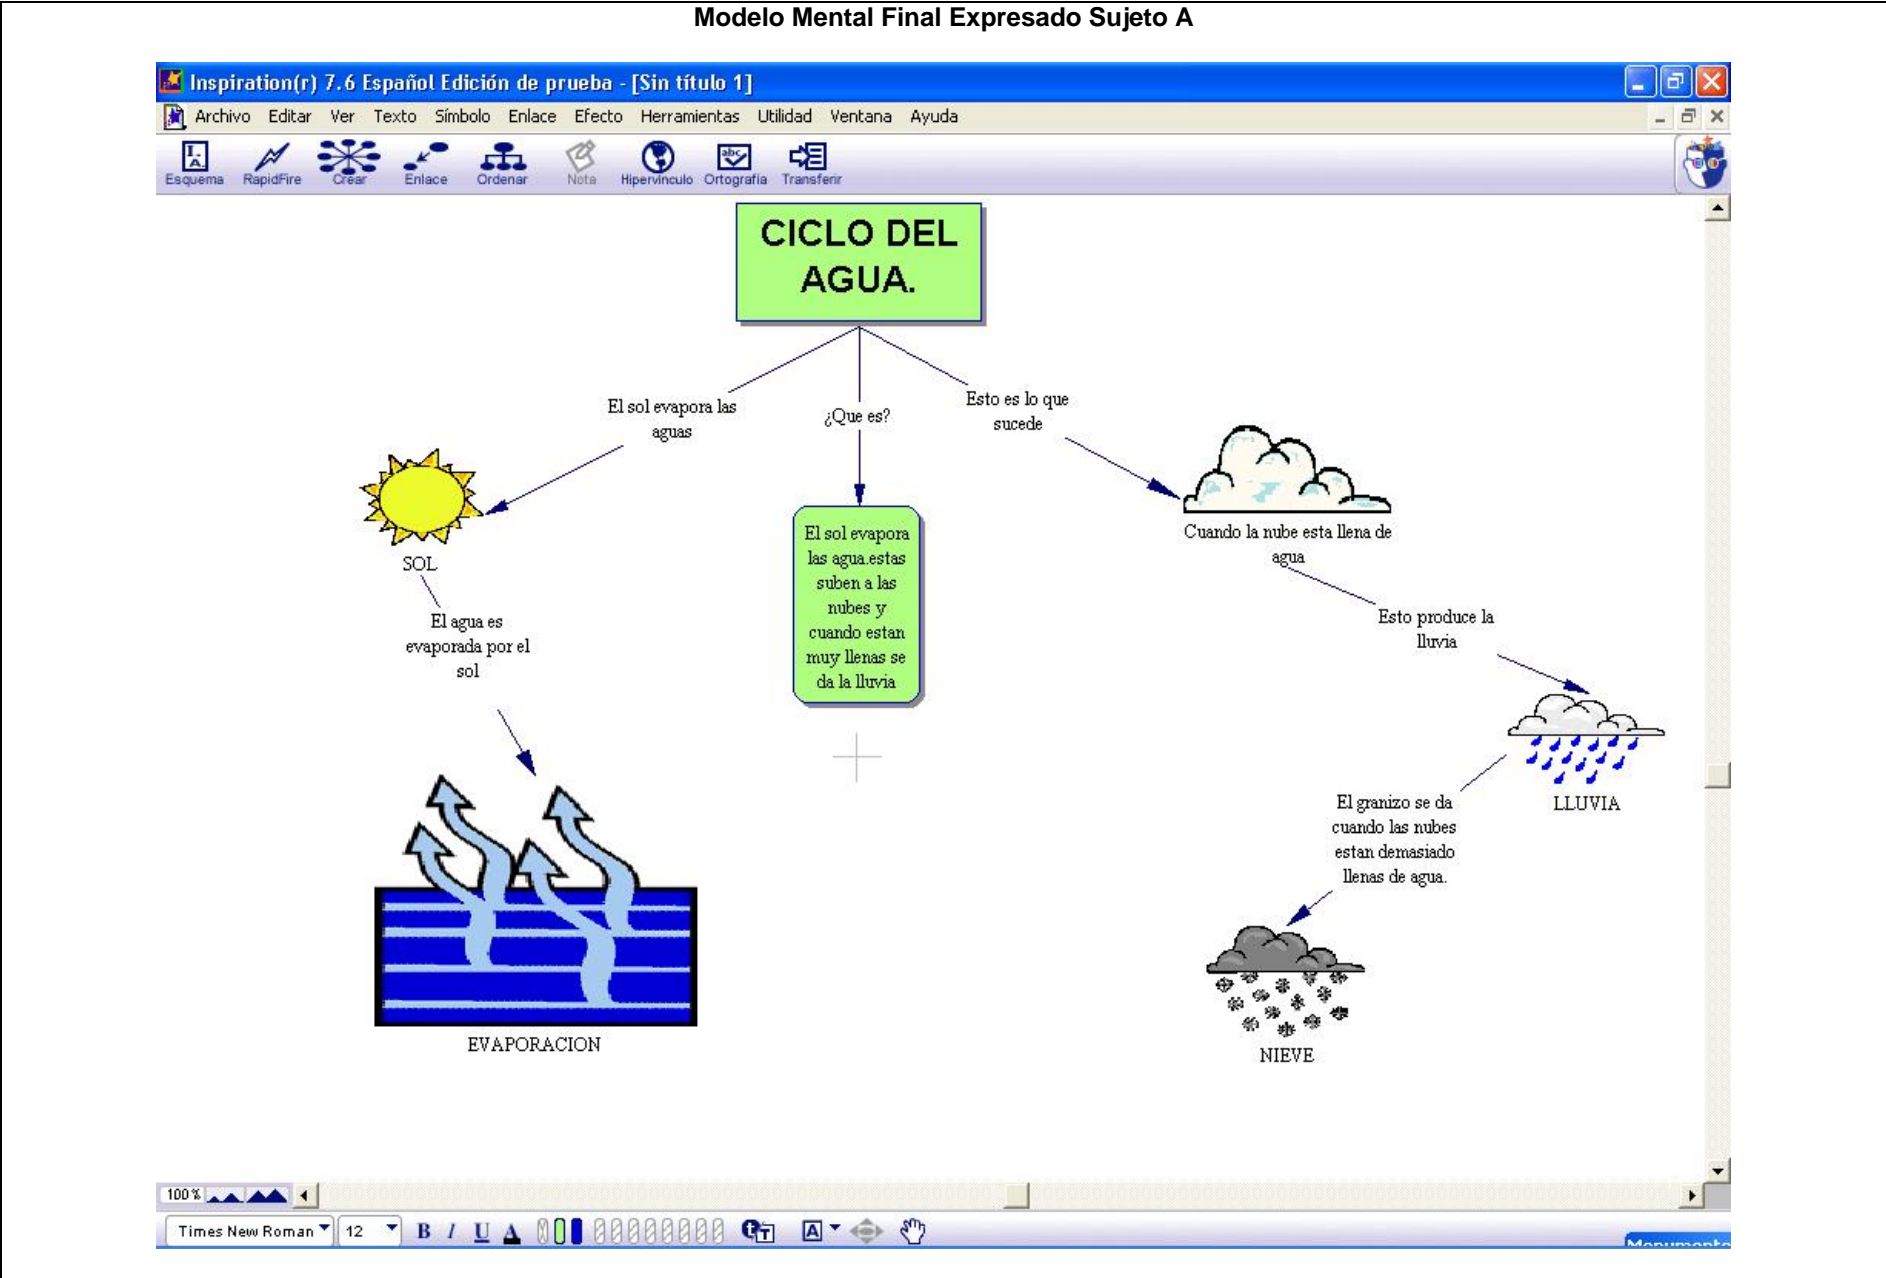 Modelo Mental Final Expresado Sujeto A
Inspiration(r) 7.6 Español Edición de prueba - [Sin título 1]
Archivo Editar Ver Texto Símbolo Enlace Efecto Herramientas Utilidad Ventana Ayuda
Esquema RapidFire Crear Enlace Ordenar Nota Hipervínculo Ortografía Transferir
CICLO DEL
AGUA.
El sol evapora las
aguas
¿Que es?
Esto es lo que
sucede
SOL
El agua es
evaporada por el
sol
EVAPORACION
El sol evapora
las agua.estas
suben a las
nubes y
cuando estan
muy llenas se
da la lluvia
Cuando la nube esta llena de
agua
Esto produce la
lluvia
LLUVIA
El granizo se da
cuando las nubes
estan demasiado
llenas de agua.
NIEVE
100%
Times New Roman 12 B I U A
Monumento